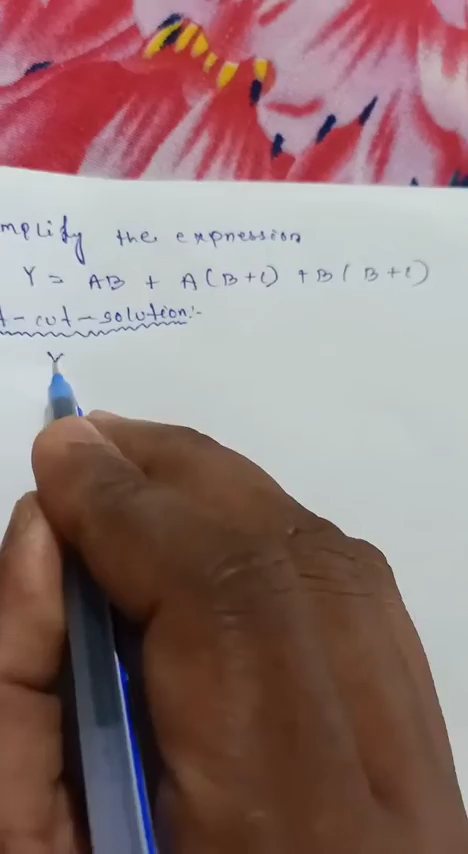 mplify the expression
Y = AB + A(B+C) + B(B+C)
t-cut-solution:-
Y